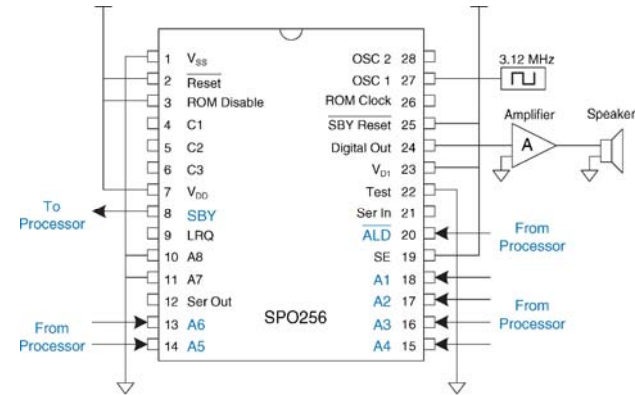 1 V_SS
2 Reset
3 ROM Disable
4 C1
5 C2
6 C3
7 V_DD
8 SBY
9 LRQ
10 A8
11 A7
12 Ser Out
13 A6
14 A5
SPO256
OSC 2 28
OSC 1 27
ROM Clock 26
SBY Reset 25
Digital Out 24
V_D1 23
Test 22
Ser In 21
ALD 20
SE 19
A1 18
A2 17
A3 16
A4 15
To
Processor
From
Processor
3.12 MHz
Amplifier
A
Speaker
From
Processor
From
Processor